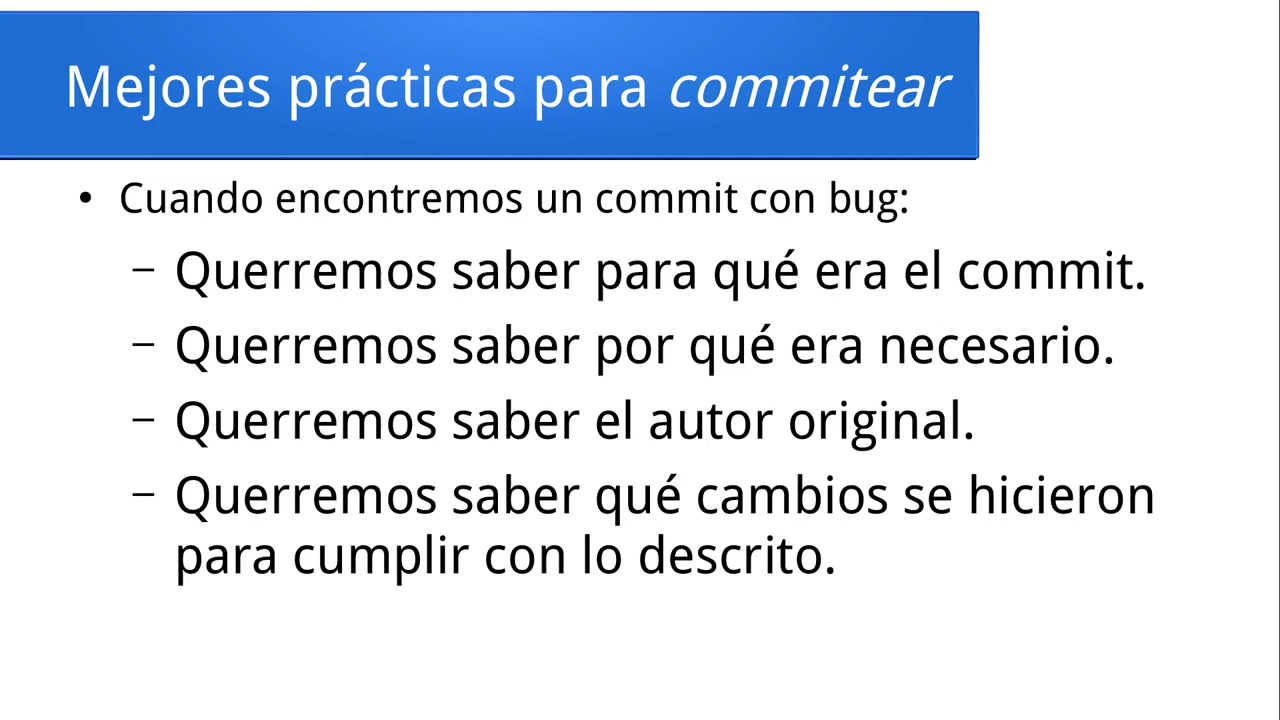 Mejores prácticas para commitear
• Cuando encontremos un commit con bug:
– Querremos saber para qué era el commit.
– Querremos saber por qué era necesario.
– Querremos saber el autor original.
– Querremos saber qué cambios se hicieron
para cumplir con lo descrito.